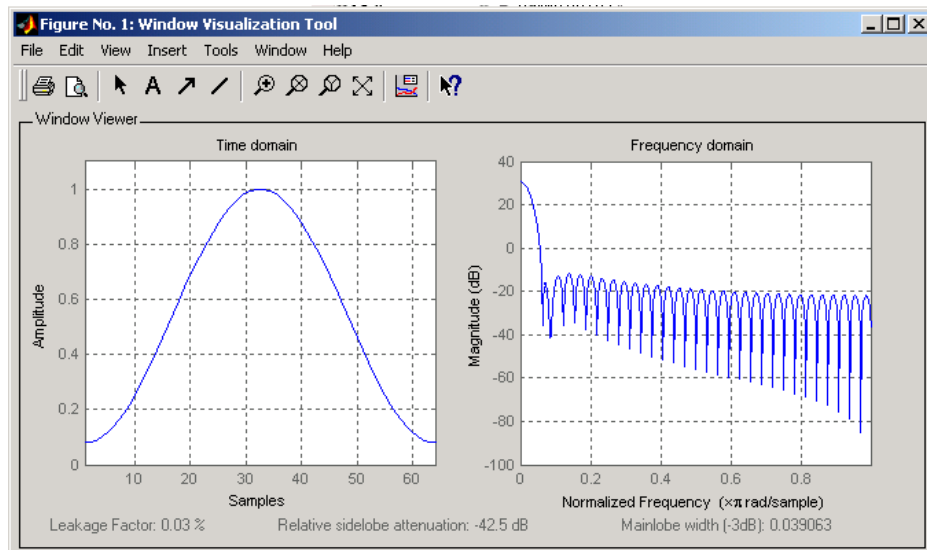 Figure No. 1: Window Visualization Tool
File Edit View Insert Tools Window Help
A
Window Viewer
Time domain
Frequency domain
1
0.8
0.6
0.4
0.2
0
Amplitude
10 20 30 40 50 60
Samples
40
20
0
-20
-40
-60
-80
-100
Magnitude (dB)
0 0.2 0.4 0.6 0.8
Normalized Frequency (×π rad/sample)
Leakage Factor: 0.03 % Relative sidelobe attenuation: -42.5 dB Mainlobe width (-3dB): 0.039063